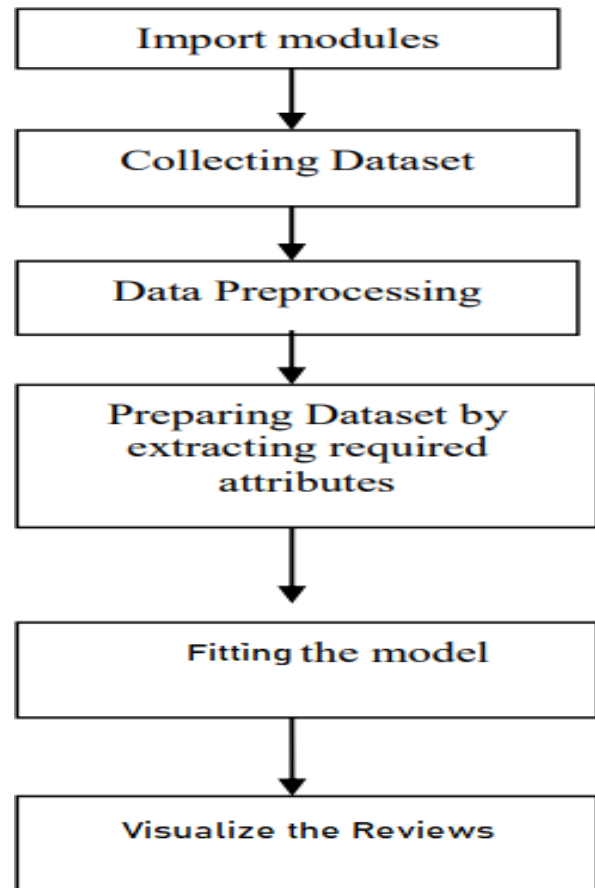 Import modules
Collecting Dataset
Data Preprocessing
Preparing Dataset by
extracting required
attributes
Fitting the model
Visualize the Reviews